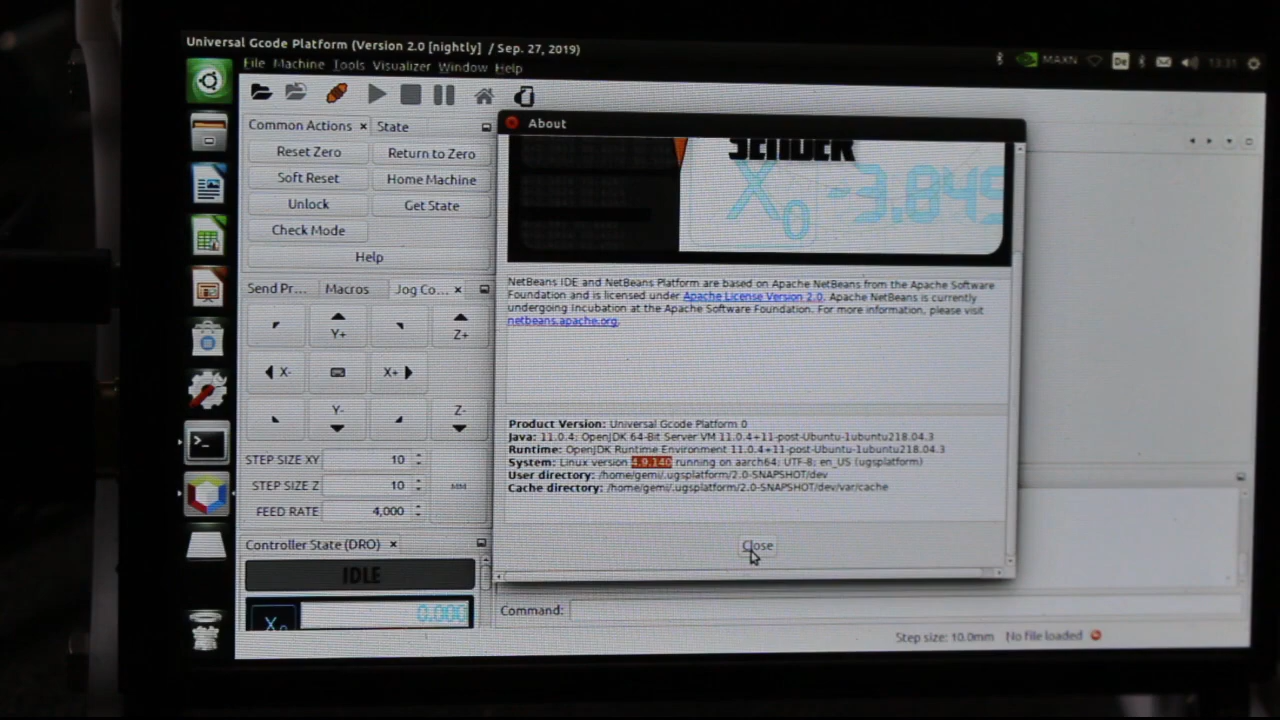 Universal Gcode Platform (Version 2.0 [nightly] / Sep. 27, 2019)
File Machine Tools Visualizer Window Help
MAXN De 13:31
Common Actions × State
Reset Zero Return to Zero
Soft Reset Home Machine
Unlock Get State
Check Mode
Help
Send Pr... Macros Jog Co... ×
Y+ Z+
X- X+
Y- Z-
STEP SIZE XY 10
STEP SIZE Z 10 MM
FEED RATE 4,000
Controller State (DRO) ×
IDLE
X0 0.000
About
SENDER
X0 -3.845
NetBeans IDE and NetBeans Platform are based on Apache NetBeans from the Apache Software
Foundation and is licensed under Apache License Version 2.0. Apache NetBeans is currently
undergoing Incubation at the Apache Software Foundation. For more information, please visit
netbeans.apache.org.
Product Version: Universal Gcode Platform 0
Java: 11.0.4; OpenJDK 64-Bit Server VM 11.0.4+11-post-Ubuntu-1ubuntu218.04.3
Runtime: OpenJDK Runtime Environment 11.0.4+11-post-Ubuntu-1ubuntu218.04.3
System: Linux version 4.9.140 running on aarch64; UTF-8; en_US (ugsplatform)
User directory: /home/gemi/.ugsplatform/2.0-SNAPSHOT/dev
Cache directory: /home/gemi/.ugsplatform/2.0-SNAPSHOT/dev/var/cache
Close
Command:
Step size: 10.0mm No file loaded